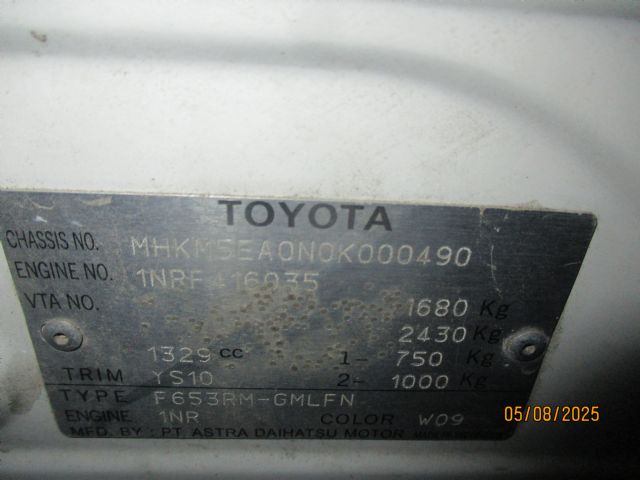 TOYOTA
CHASSIS NO. MHKM5EA0N0K000490
ENGINE NO. 1NRF416935
VTA NO. 1680 Kg
2430 Kg
1329 CC 1- 750 Kg
TRIM YS10 2- 1000 Kg
TYPE F653RM-GMLFN
ENGINE 1NR COLOR W09
MFD. BY : PT. ASTRA DAIHATSU MOTOR
05/08/2025